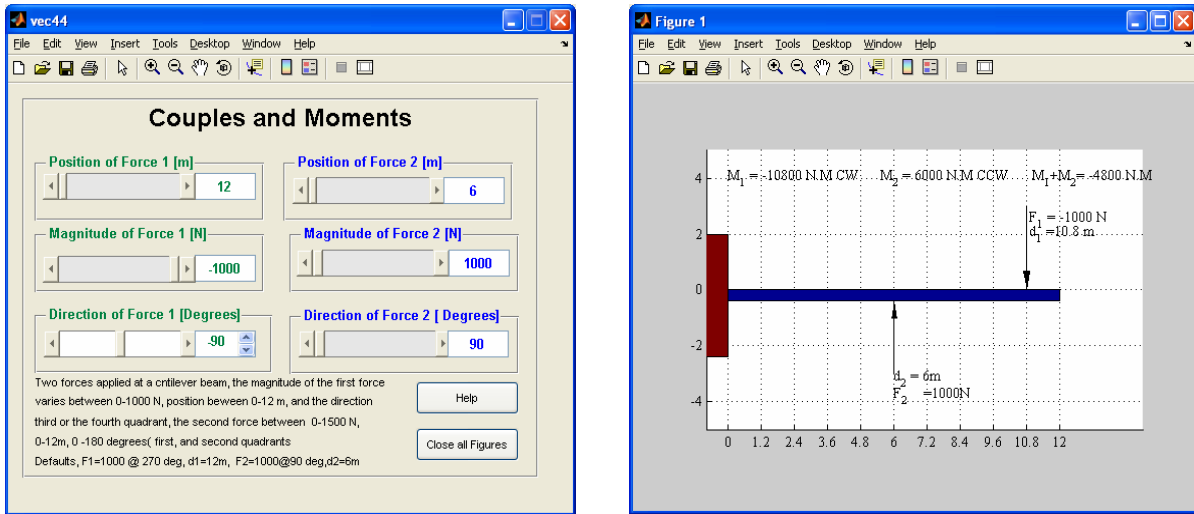 vec44
File Edit View Insert Tools Desktop Window Help
Couples and Moments
Position of Force 1 [m]
12
Position of Force 2 [m]
6
Magnitude of Force 1 [N]
-1000
Magnitude of Force 2 [N]
1000
Direction of Force 1 [Degrees]
-90
Direction of Force 2 [ Degrees]
90
Two forces applied at a cntilever beam, the magnitude of the first force
varies between 0-1000 N, position beween 0-12 m, and the direction
third or the fourth quadrant, the second force between 0-1500 N,
0-12m, 0 -180 degrees( first, and second quadrants
Defaults, F1=1000 @ 270 deg, d1=12m, F2=1000@90 deg,d2=6m
Help
Close all Figures
Figure 1
File Edit View Insert Tools Desktop Window Help
M1 = -10800 N.M CW M2 = 6000 N.M CCW M1+M2= -4800 N.M
F1 = -1000 N
d1 =10.8 m
d2 = 6m
F2 =1000N
4
2
0
-2
-4
0 1.2 2.4 3.6 4.8 6 7.2 8.4 9.6 10.8 12